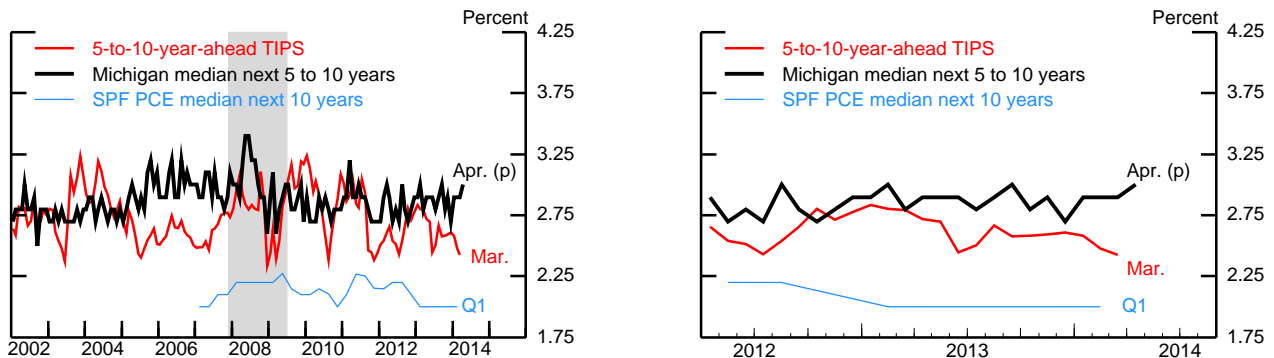 Percent
5-to-10-year-ahead TIPS
Michigan median next 5 to 10 years
SPF PCE median next 10 years
4.25
3.75
3.25
2.75
2.25
1.75
Apr. (p)
Mar.
Q1
2002 2004 2006 2008 2010 2012 2014
Percent
5-to-10-year-ahead TIPS
Michigan median next 5 to 10 years
SPF PCE median next 10 years
4.25
3.75
3.25
2.75
2.25
1.75
Apr. (p)
Mar.
Q1
2012 2013 2014